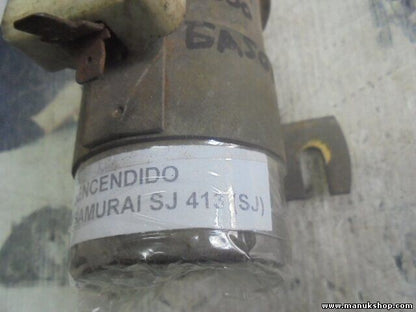 ENCENDIDO
SAMURAI SJ 413 (SJ)
www.manukshop.com